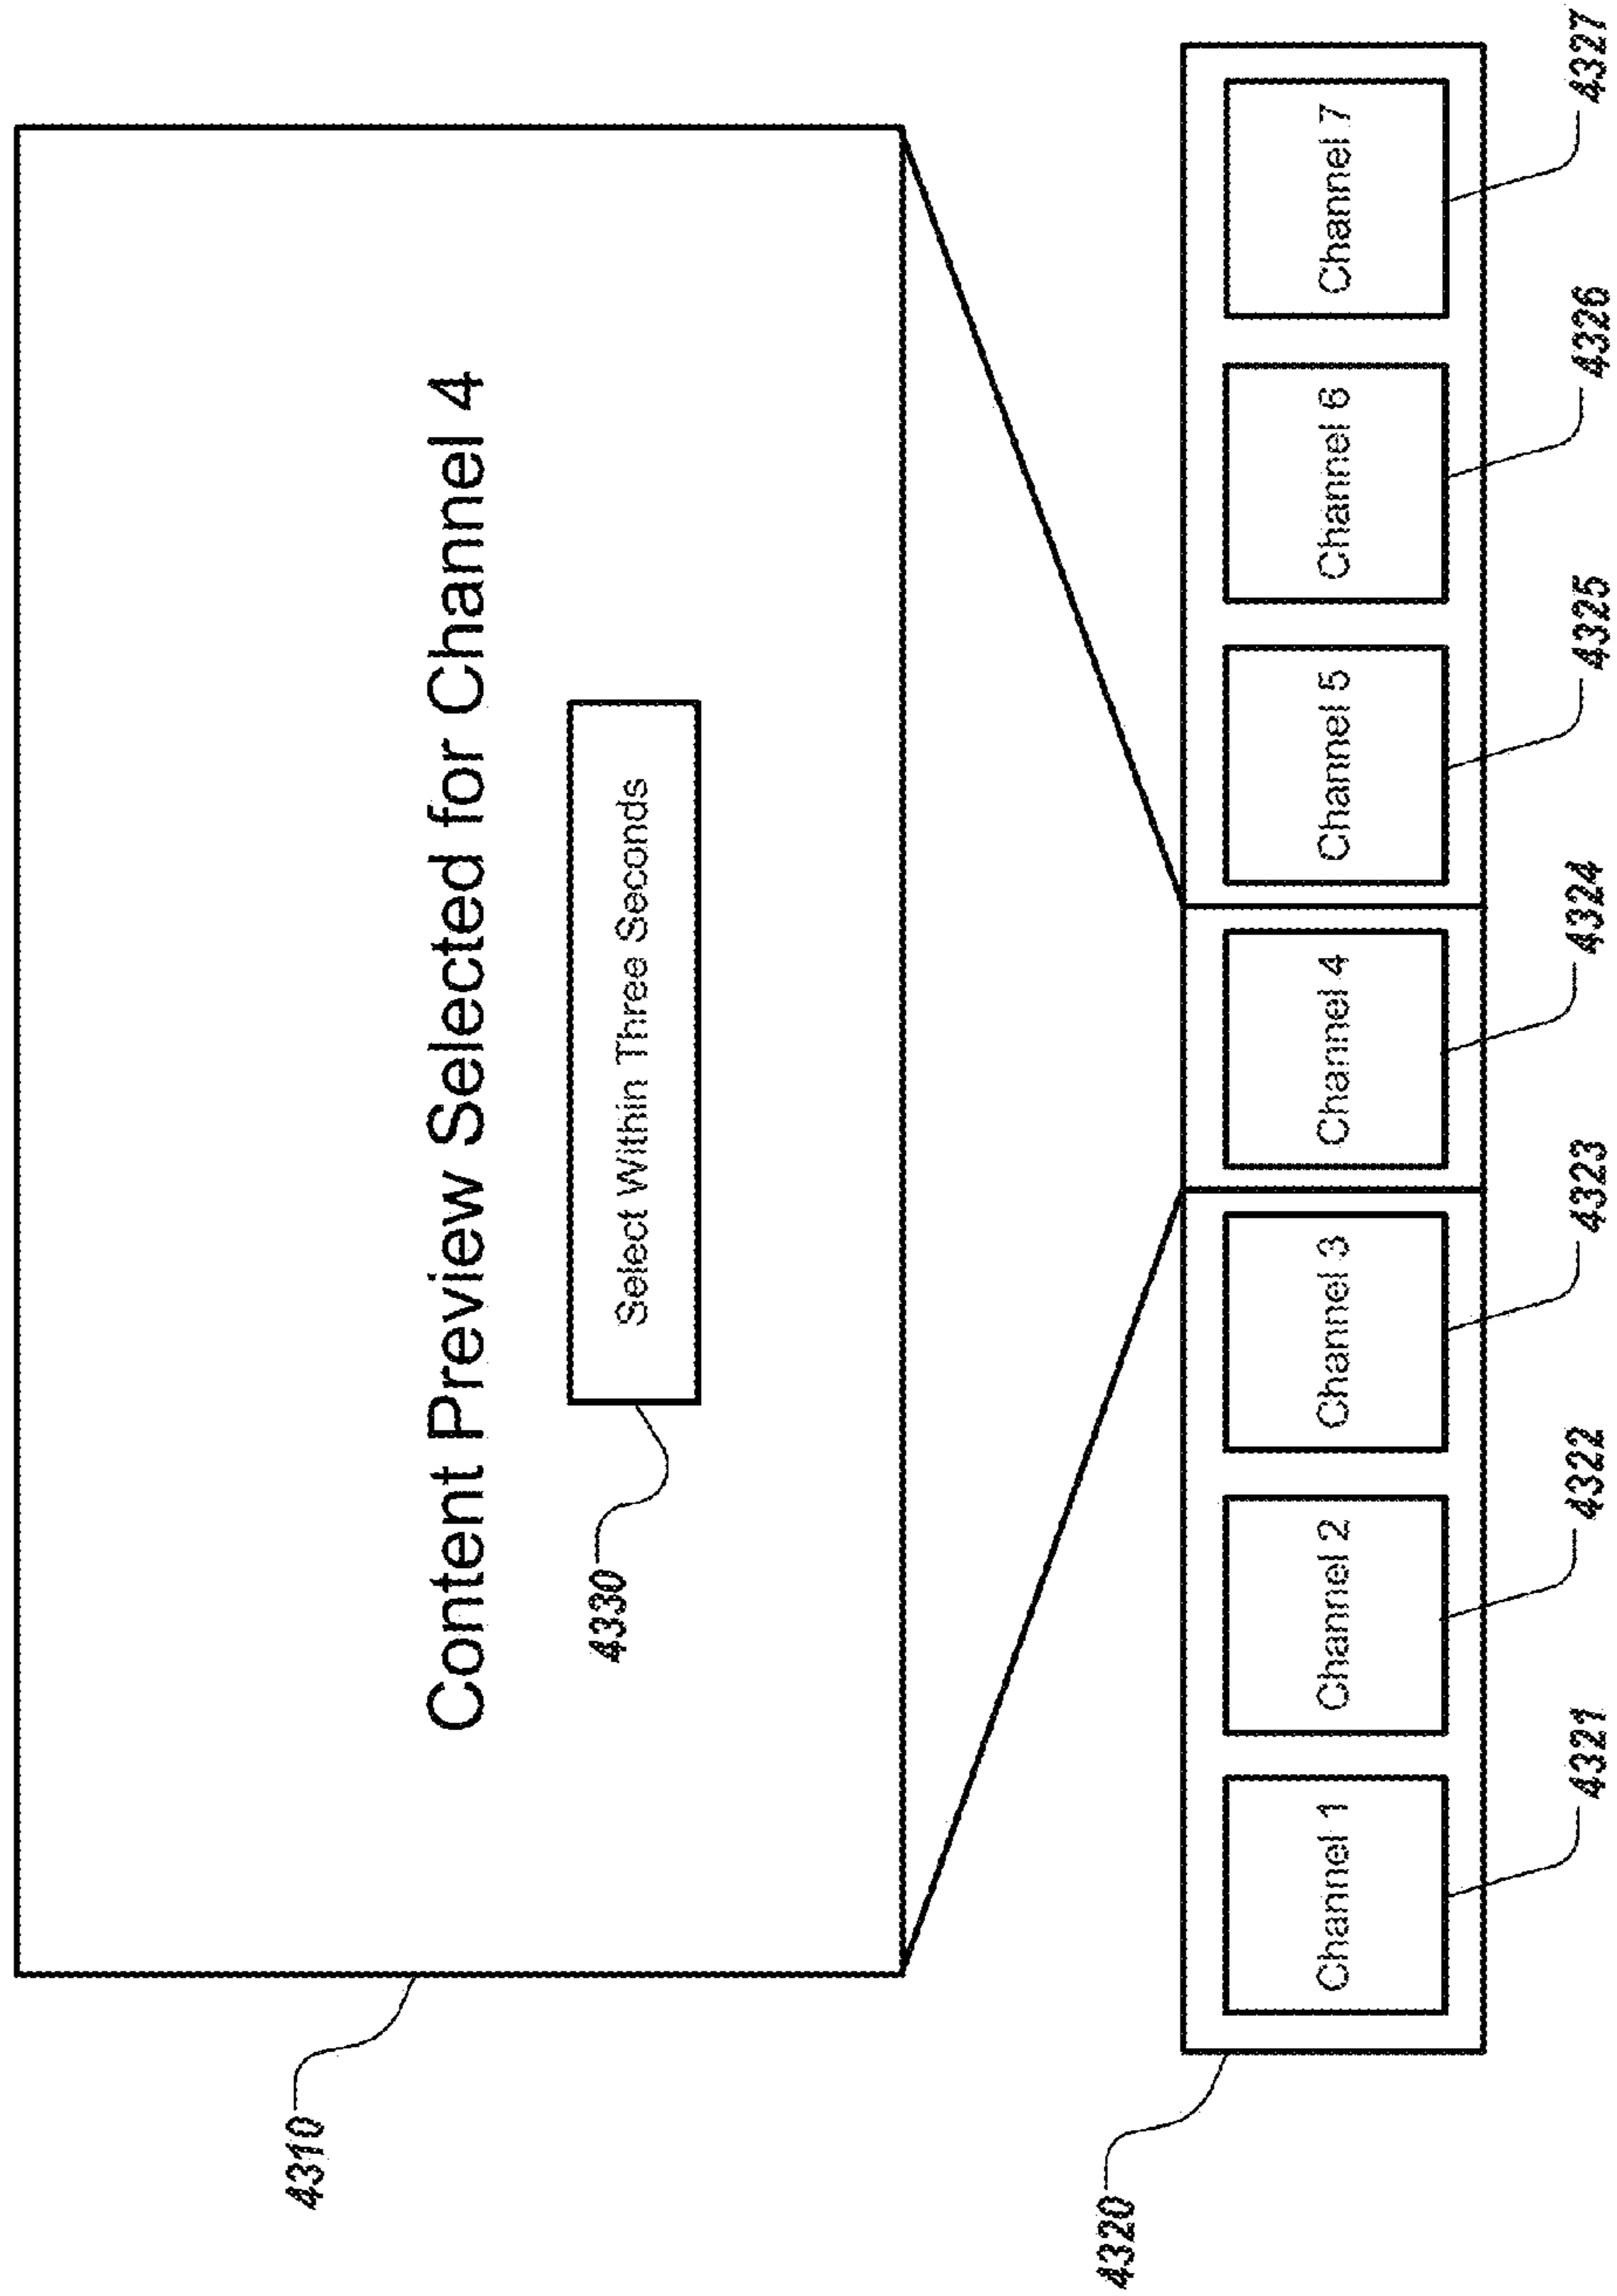 4310
Content Preview Selected for Channel 4
Select Within Three Seconds
4330
4320
Channel 1
Channel 2
Channel 3
Channel 4
Channel 5
Channel 6
Channel 7
4321
4322
4323
4324
4325
4326
4327